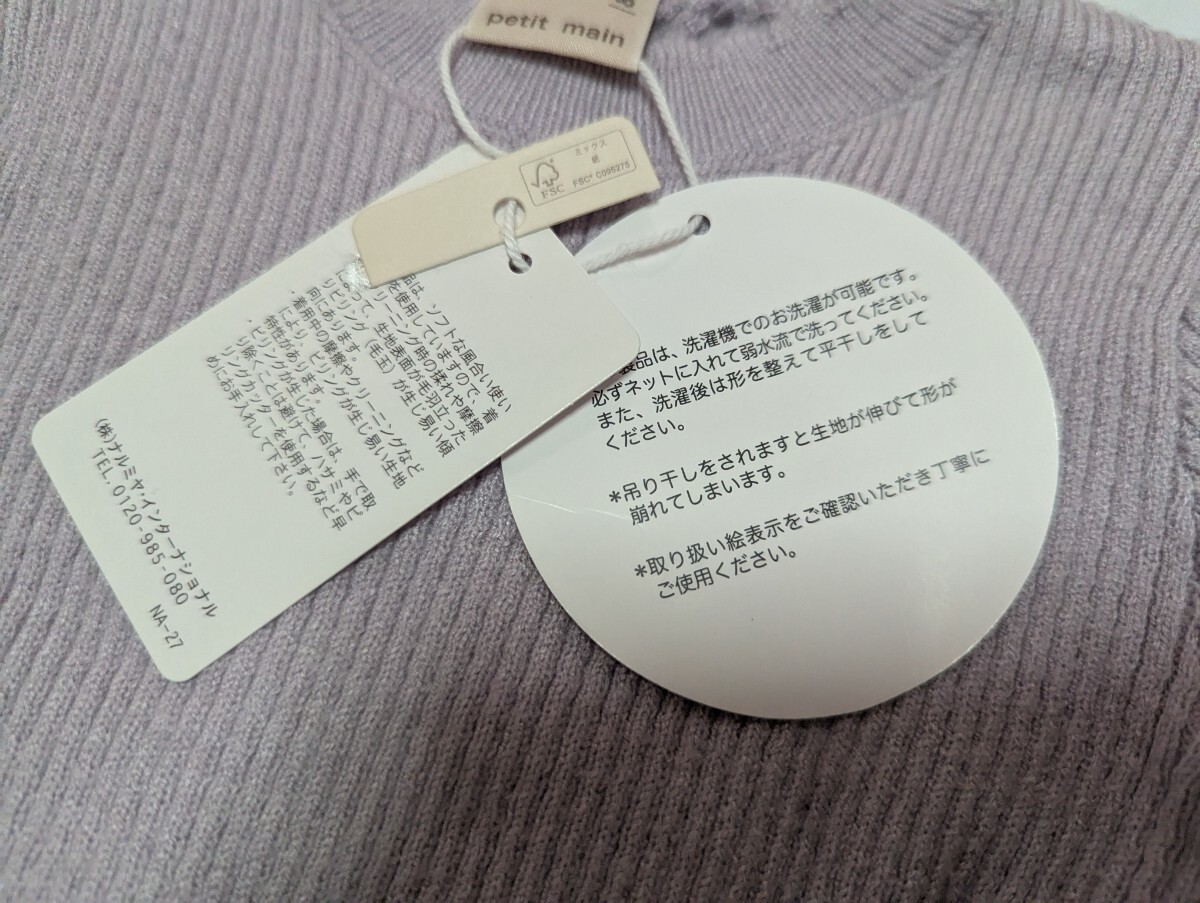 petit main
ミックス
紙
FSC
FSC® C095275
品は、ソフトな風合い使い
を使用していますので、着
リーニング時の揉れや摩擦
よって、生地表面が毛羽立った
りピリング(毛玉)が生じ易い傾
向にあります。
・着用中の摩擦やクリーニングなど
により、ピリングが生じ易い生地
特性があります。
・ピリングが生じた場合は、手で取
り除くことは避けて、ハサミやピ
リングカッターを使用するなど早
めにお手入れして下さい。
(株)ナルミヤ・インターナショナル
TEL.0120-985-080
NA-27
製品は、洗濯機でのお洗濯が可能です。
必ずネットに入れて弱水流で洗ってください。
また、洗濯後は形を整えて平干しをして
ください。
*吊り干しをされますと生地が伸びて形が
崩れてしまいます。
*取り扱い絵表示をご確認いただき丁寧に
ご使用ください。